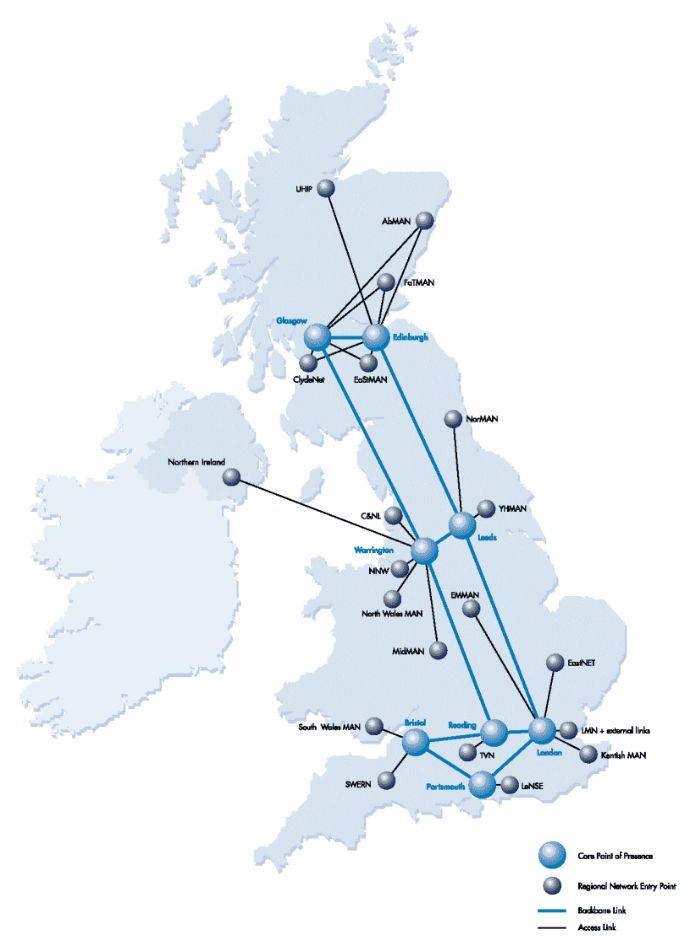 UHIP
AbMAN
FaTMAN
Glasgow
Edinburgh
ClydeNet
EaStMAN
NorMAN
Northern Ireland
C&NL
YHMAN
Leeds
Warrington
NNW
EMMAN
North Wales MAN
MidMAN
EastNET
South Wales MAN
Bristol
Reading
LMN + external links
London
TVN
Kentish MAN
SWERN
Portsmouth
LeNSE
Core Point of Presence
Regional Network Entry Point
Backbone Link
Access Link